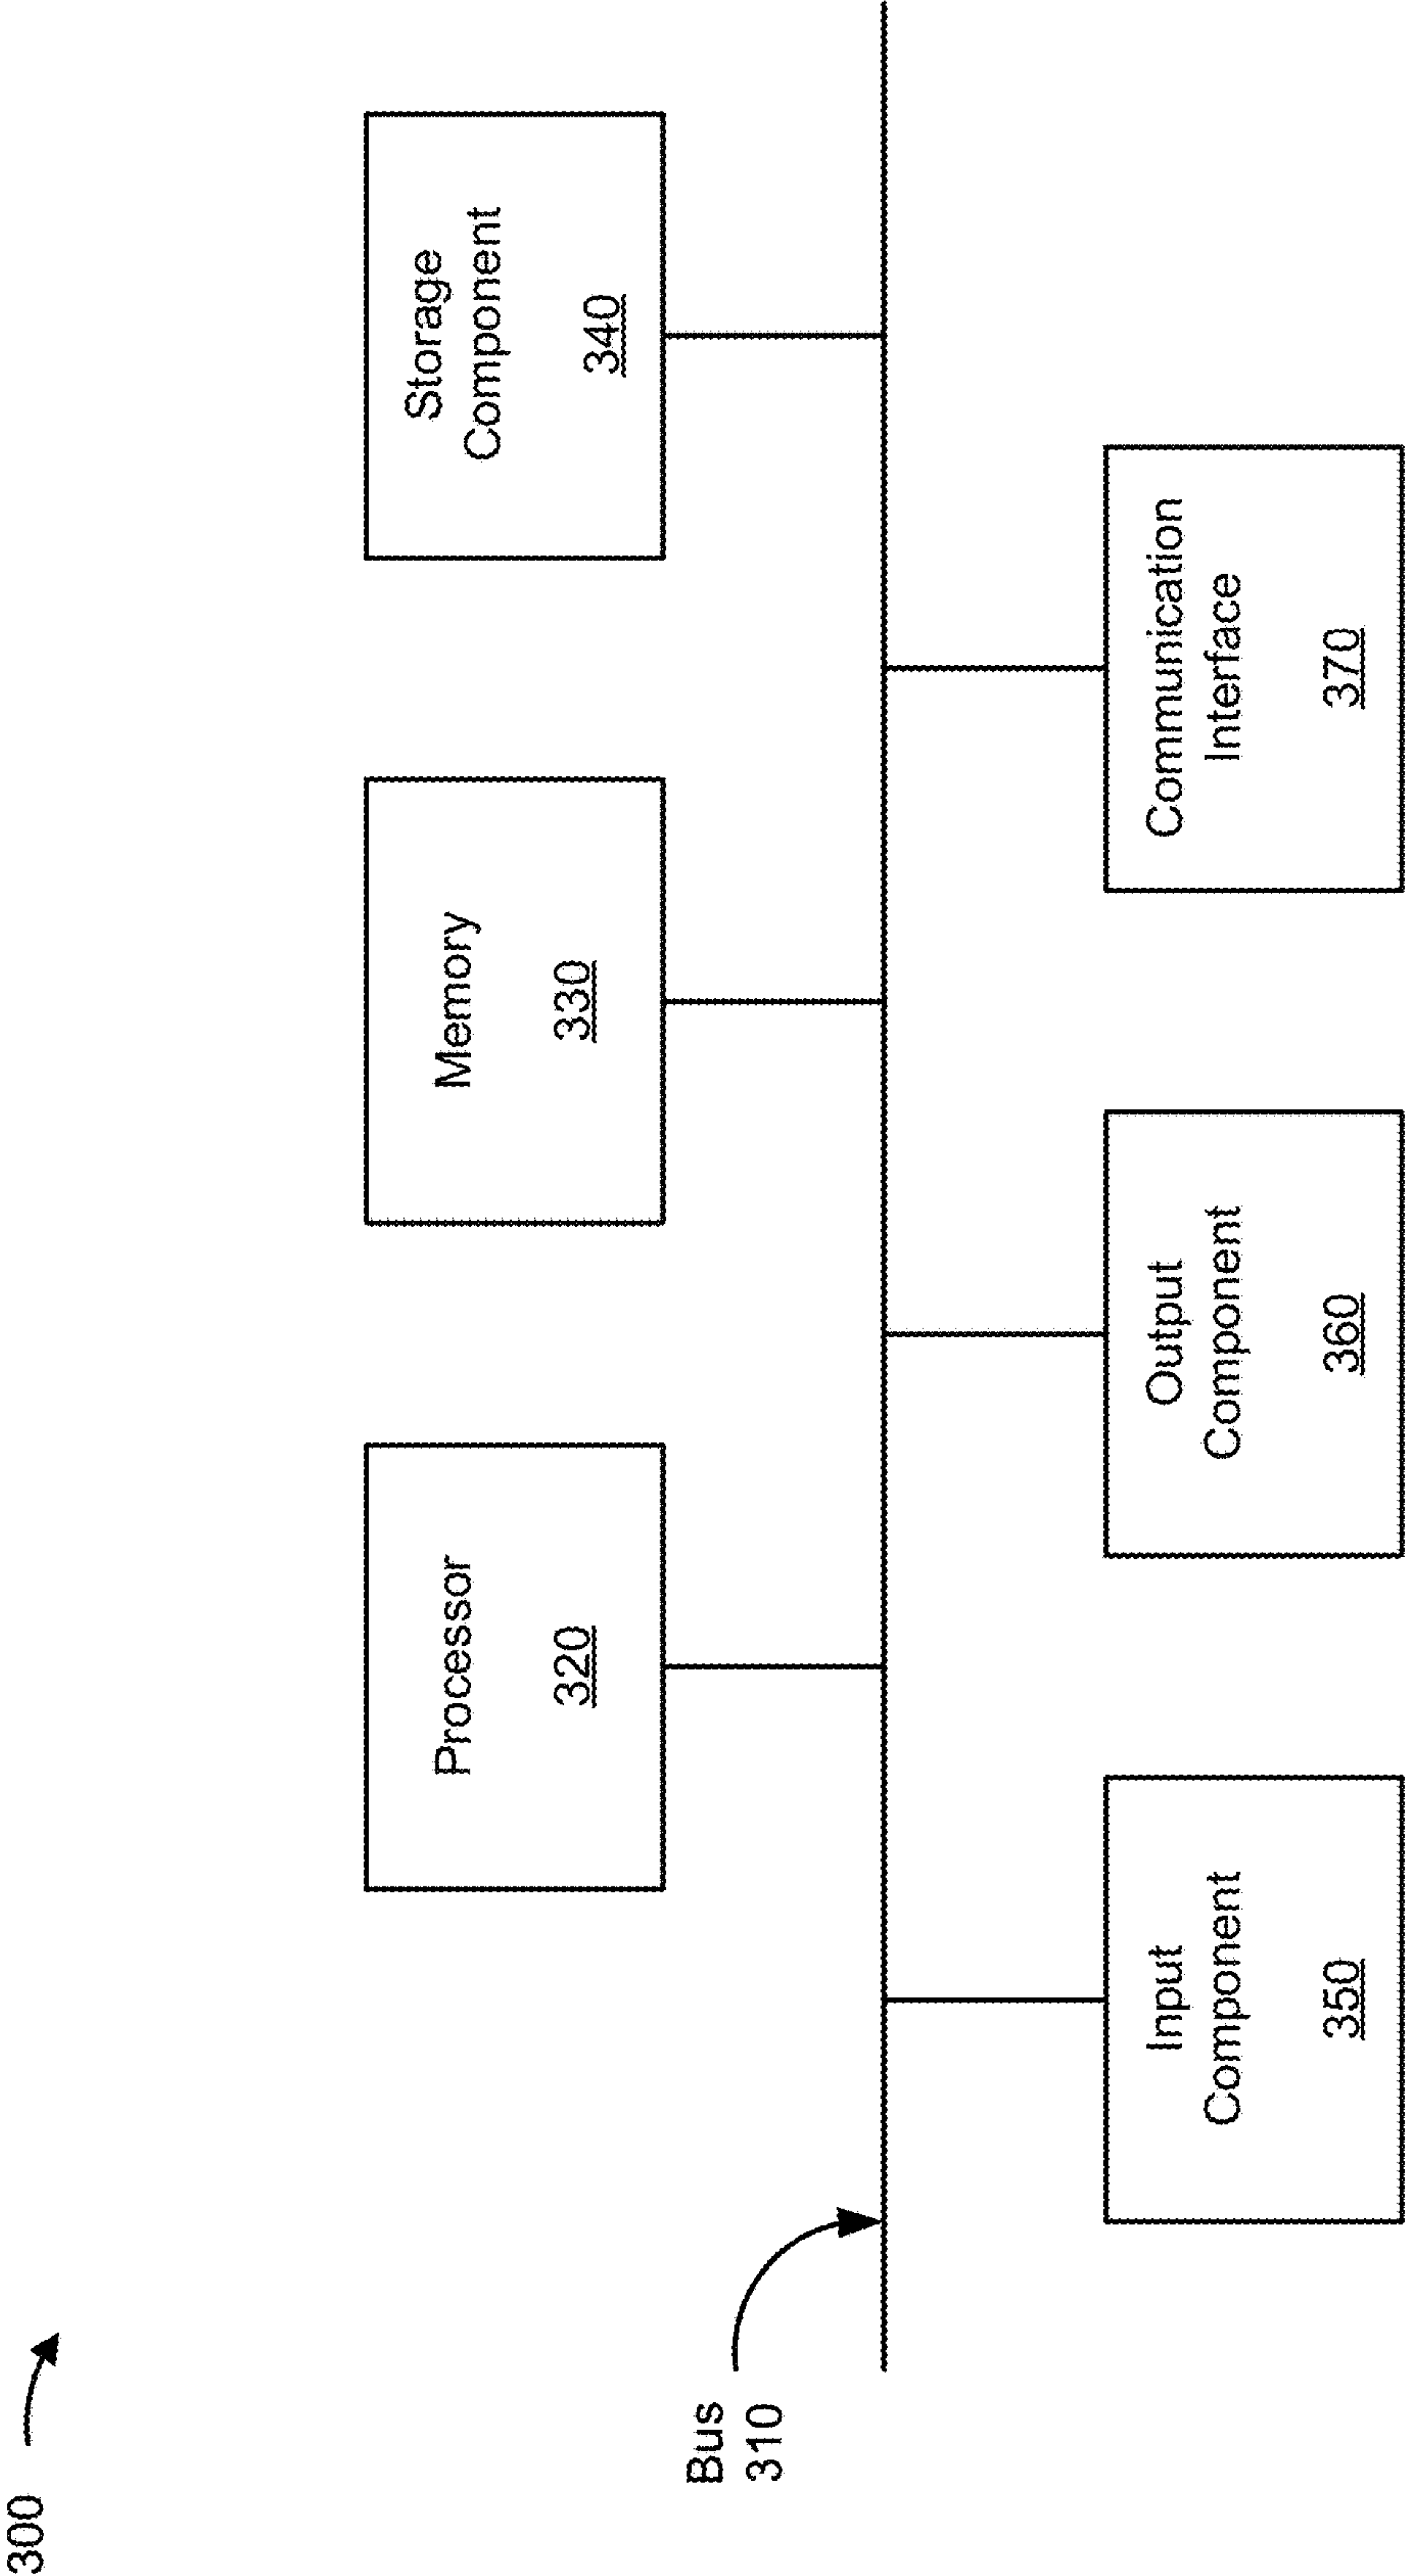 300
Bus
310
Processor
320
Memory
330
Storage
Component
340
Input
Component
350
Output
Component
360
Communication
Interface
370